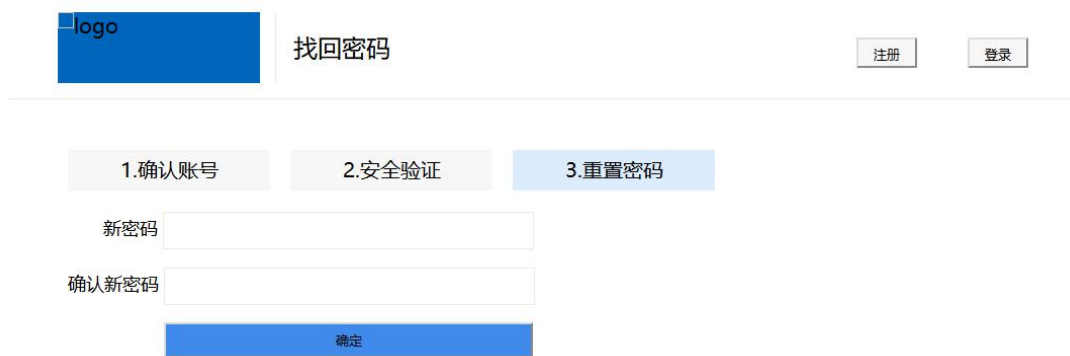 logo
找回密码
注册
登录
1.确认账号
2.安全验证
3.重置密码
新密码
确认新密码
确定